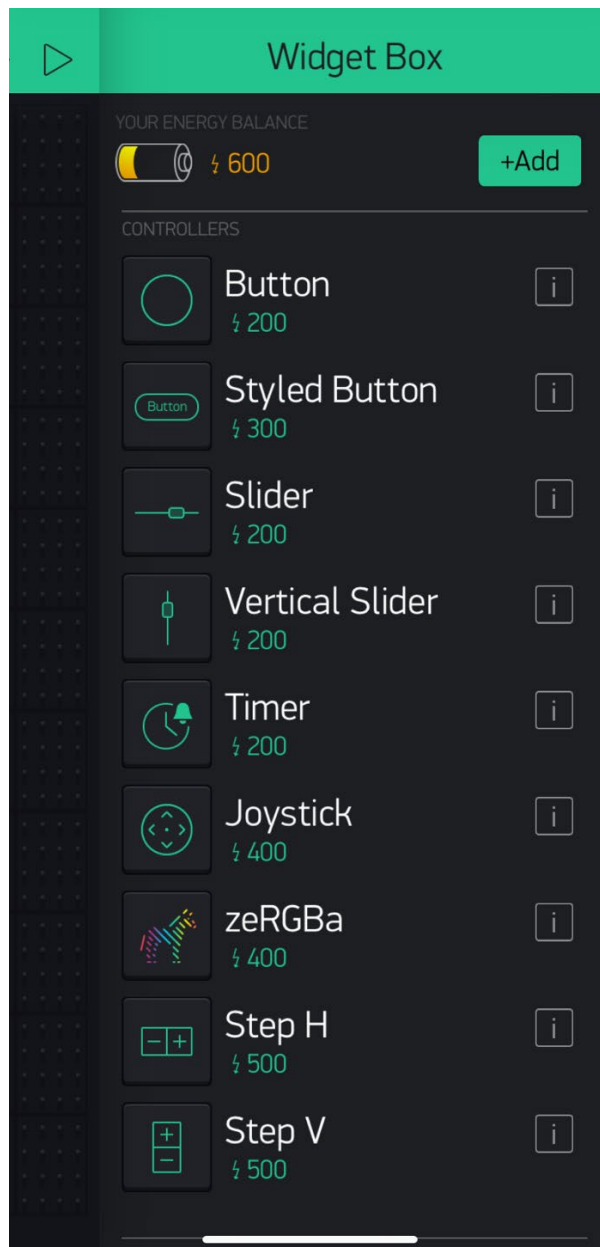 Widget Box
YOUR ENERGY BALANCE
600
+Add
CONTROLLERS
Button
200
Button
Styled Button
300
Slider
200
Vertical Slider
200
Timer
200
Joystick
400
zeRGBa
400
Step H
500
Step V
500